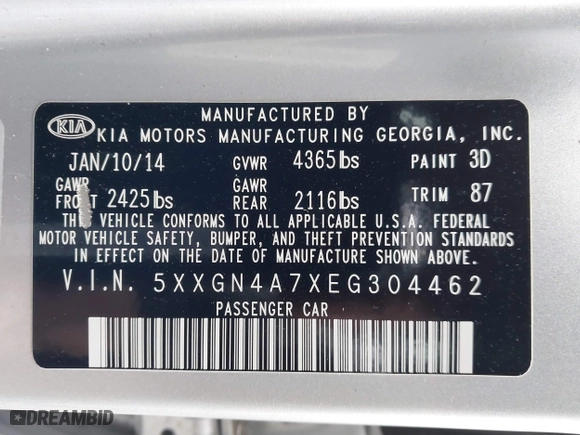 MANUFACTURED BY
KIA KIA MOTORS MANUFACTURING GEORGIA, INC.
JAN/10/14 GVWR 4365lbs PAINT 3D
GAWR FRONT 2425lbs GAWR REAR 2116lbs TRIM 87
THIS VEHICLE CONFORMS TO ALL APPLICABLE U.S.A. FEDERAL
MOTOR VEHICLE SAFETY, BUMPER, AND THEFT PREVENTION STANDARDS
IN EFFECT ON THE DATE OF MANUFACTURE SHOWN ABOVE.
V.I.N. 5XXGN4A7XEG304462
PASSENGER CAR
DREAMBID